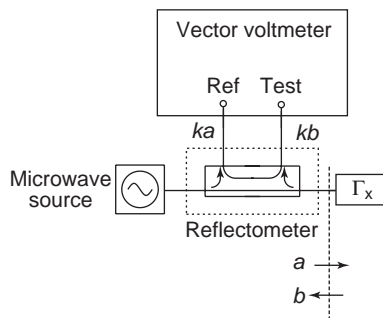 Vector voltmeter
Ref Test
ka kb
Microwave
source
Γx
Reflectometer
a
b